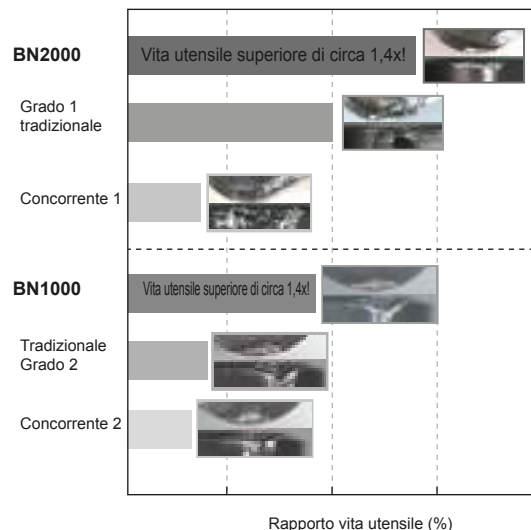 BN2000
Vita utensile superiore di circa 1,4x!
Grado 1
tradizionale
Concorrente 1
BN1000
Vita utensile superiore di circa 1,4x!
Tradizionale
Grado 2
Concorrente 2
Rapporto vita utensile (%)